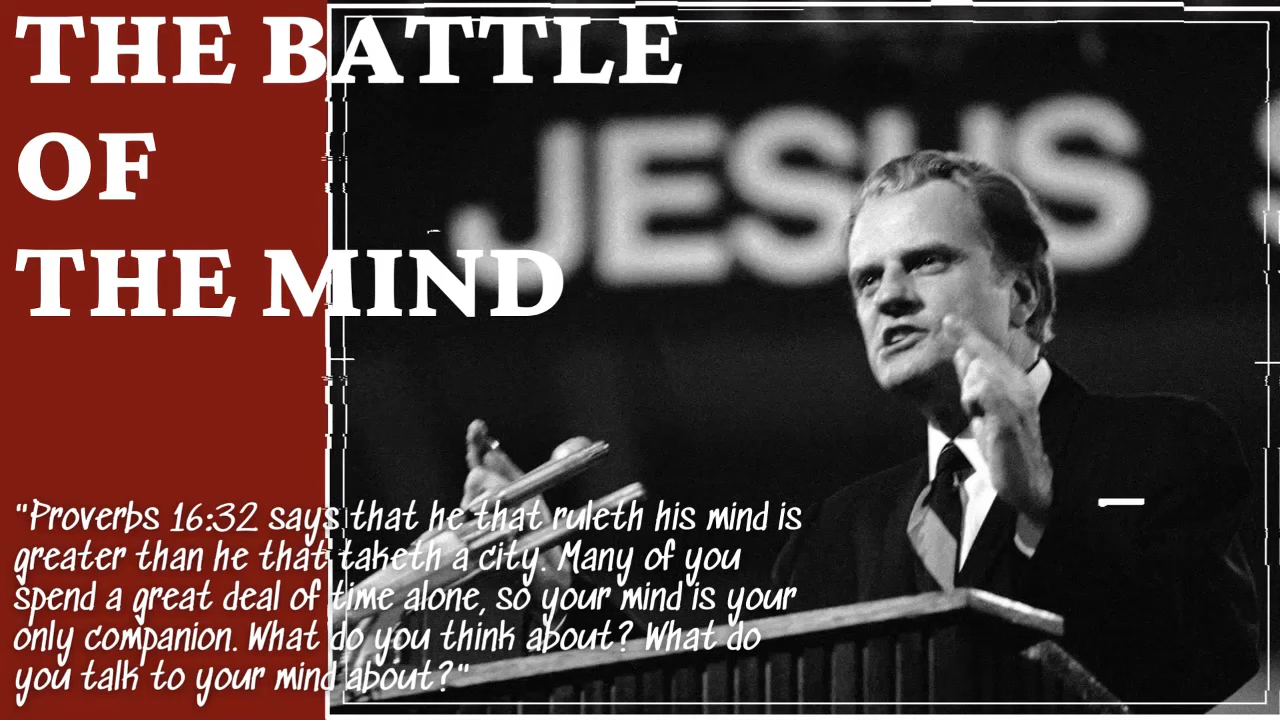 THE BATTLE
OF
THE MIND
JESUS
"Proverbs 16:32 says that he that ruleth his mind is
greater than he that taketh a city. Many of you
spend a great deal of time alone, so your mind is your
only companion. What do you think about? What do
you talk to your mind about?"